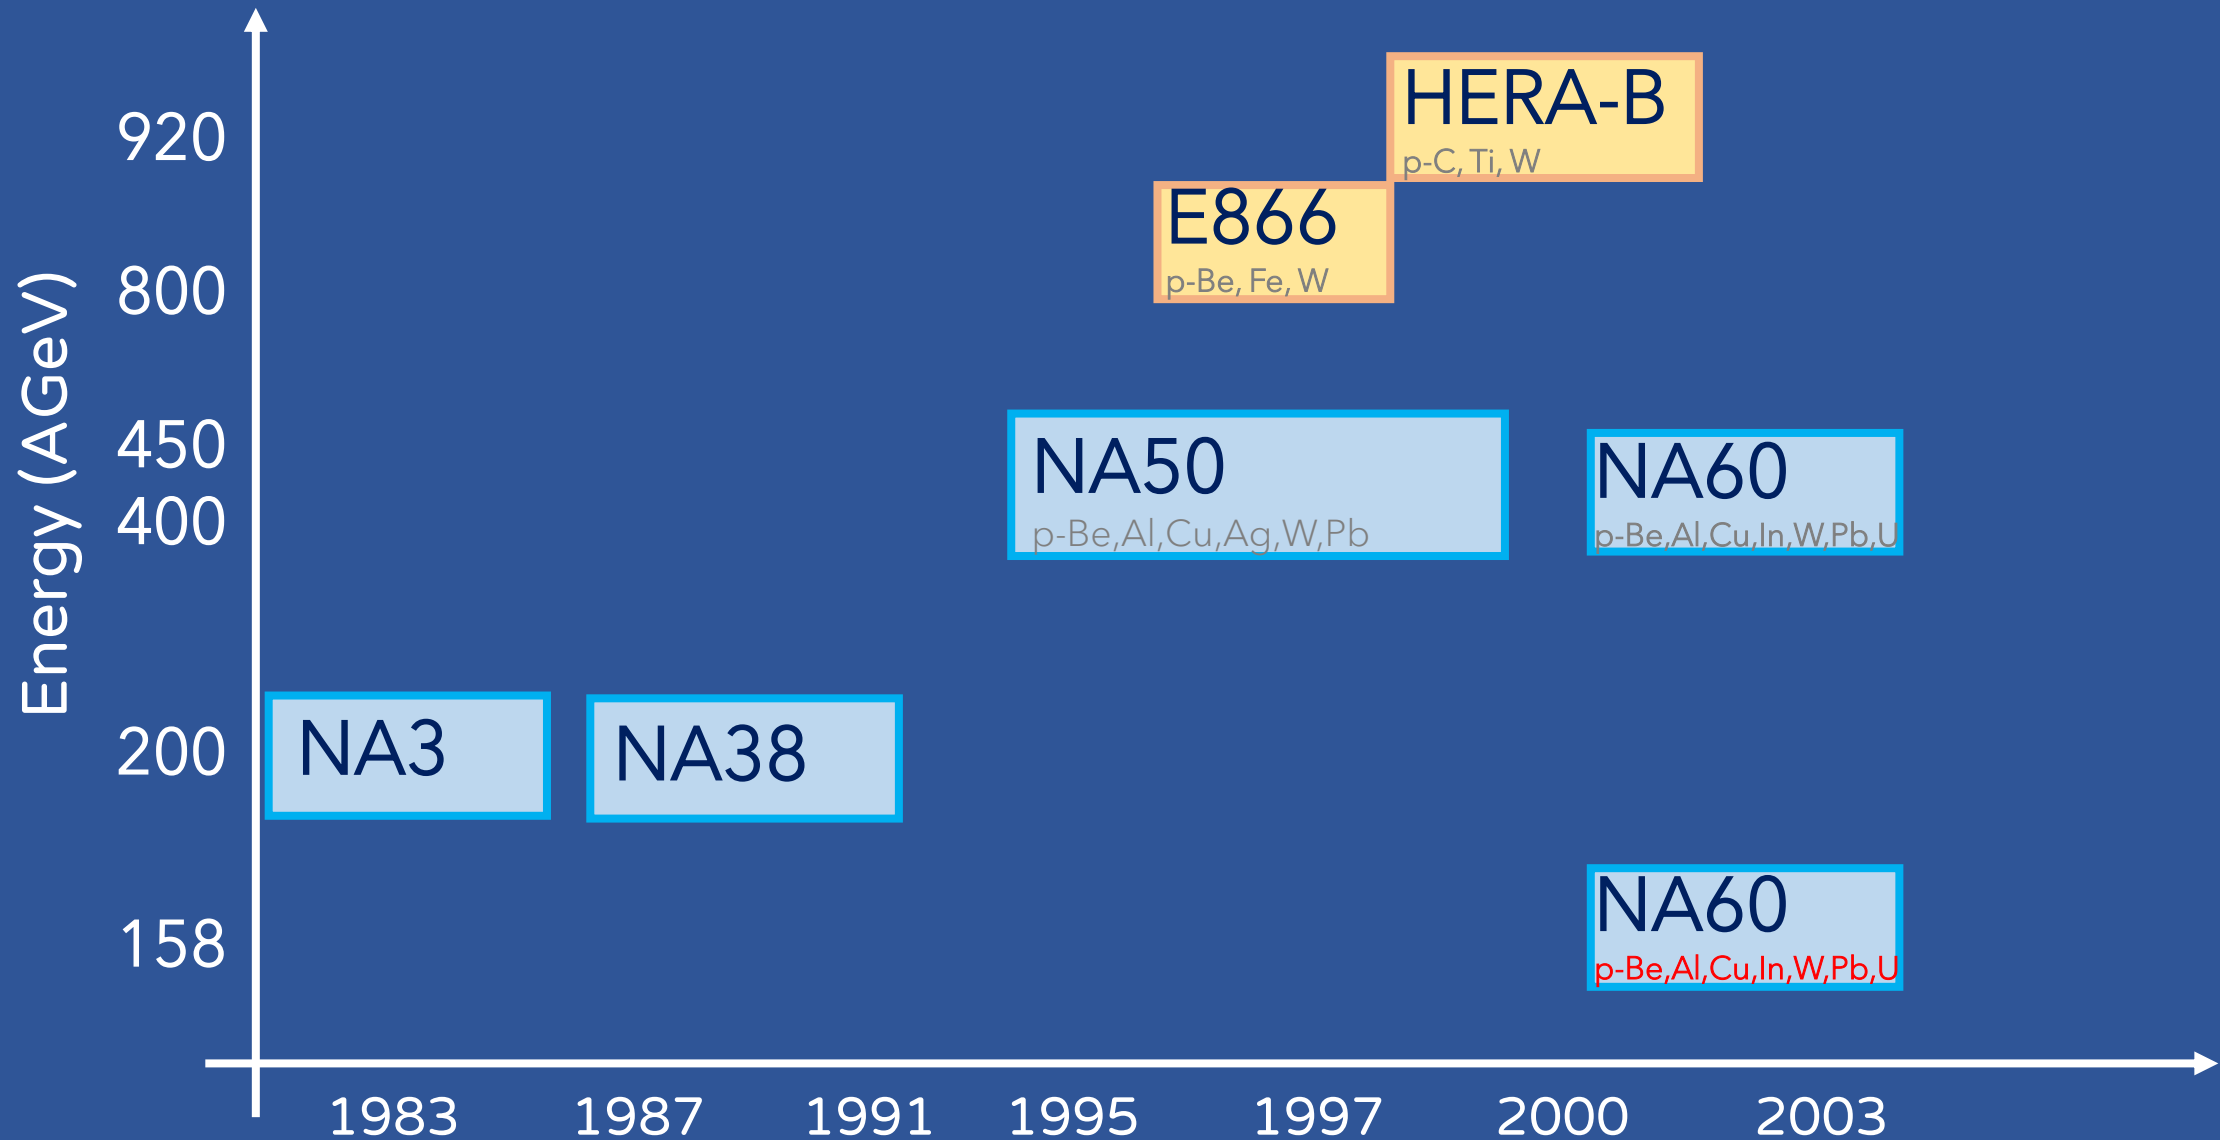 Energy (AGeV)
920
800
450
400
200
158
HERA-B
p-C, Ti, W
E866
p-Be, Fe, W
NA50
p-Be,Al,Cu,Ag,W,Pb
NA60
p-Be,Al,Cu,In,W,Pb,U
NA3
NA38
NA60
p-Be,Al,Cu,In,W,Pb,U
1983 1987 1991 1995 1997 2000 2003